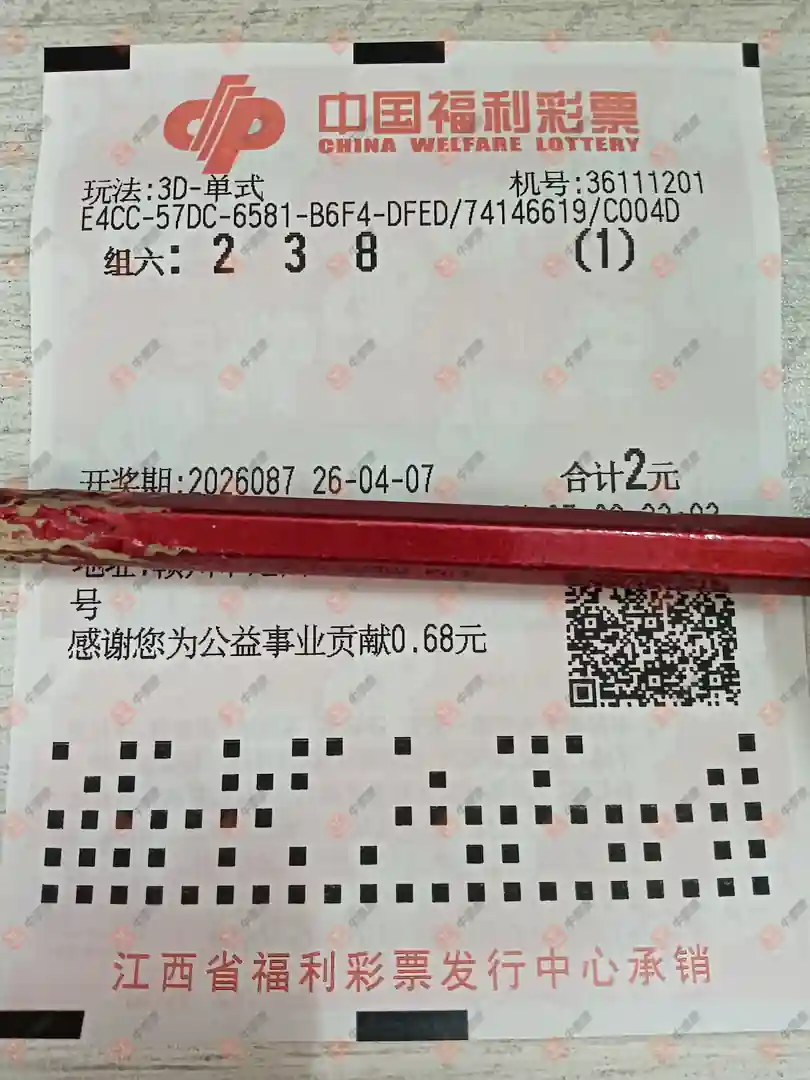 中国福利彩票
CHINA WELFARE LOTTERY
玩法:3D-单式 机号:36111201
E4CC-57DC-6581-B6F4-DFED/74146619/C004D
组六: 2 3 8 (1)
开奖期:2026087 26-04-07 合计2元
号
感谢您为公益事业贡献0.68元
江西省福利彩票发行中心承销